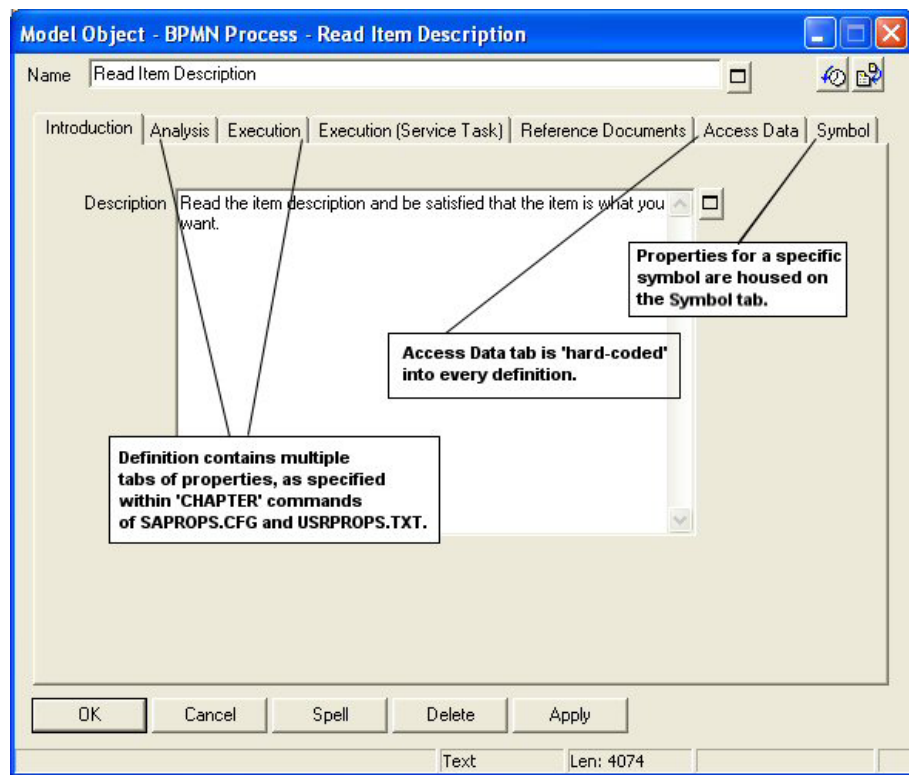 Model Object - BPMN Process - Read Item Description
Name Read Item Description
Introduction Analysis Execution Execution (Service Task) Reference Documents Access Data Symbol
Description Read the item description and be satisfied that the item is what you
want.
Properties for a specific
symbol are housed on
the Symbol tab.
Access Data tab is 'hard-coded'
into every definition.
Definition contains multiple
tabs of properties, as specified
within 'CHAPTER' commands
of SAPROPS.CFG and USRPROPS.TXT.
OK Cancel Spell Delete Apply
Text Len: 4074